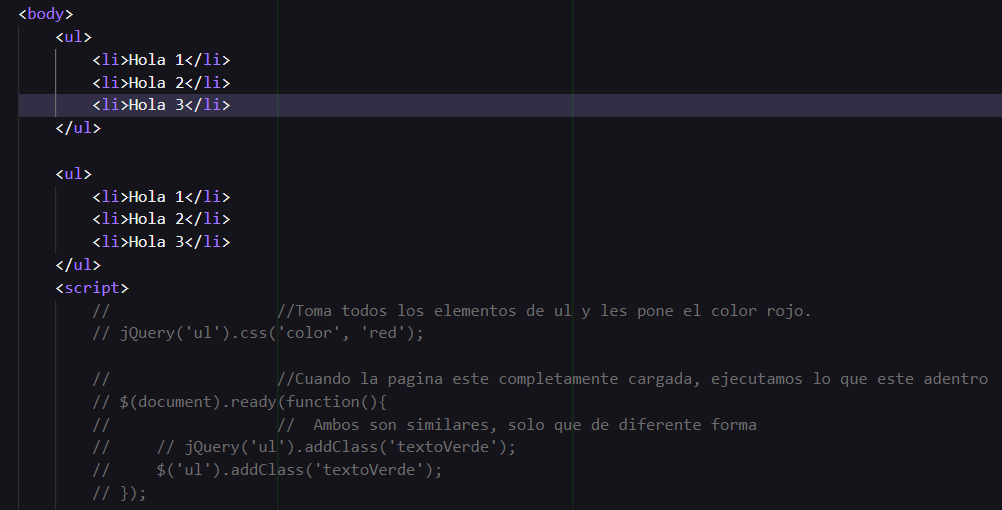 <body>
<ul>
<li>Hola 1</li>
<li>Hola 2</li>
<li>Hola 3</li>
</ul>
<ul>
<li>Hola 1</li>
<li>Hola 2</li>
<li>Hola 3</li>
</ul>
<script>
// //Toma todos los elementos de ul y les pone el color rojo.
// jQuery('ul').css('color', 'red');
// //Cuando la pagina este completamente cargada, ejecutamos lo que este adentro
// $(document).ready(function(){
// // Ambos son similares, solo que de diferente forma
// // jQuery('ul').addClass('textoVerde');
// $('ul').addClass('textoVerde');
// });